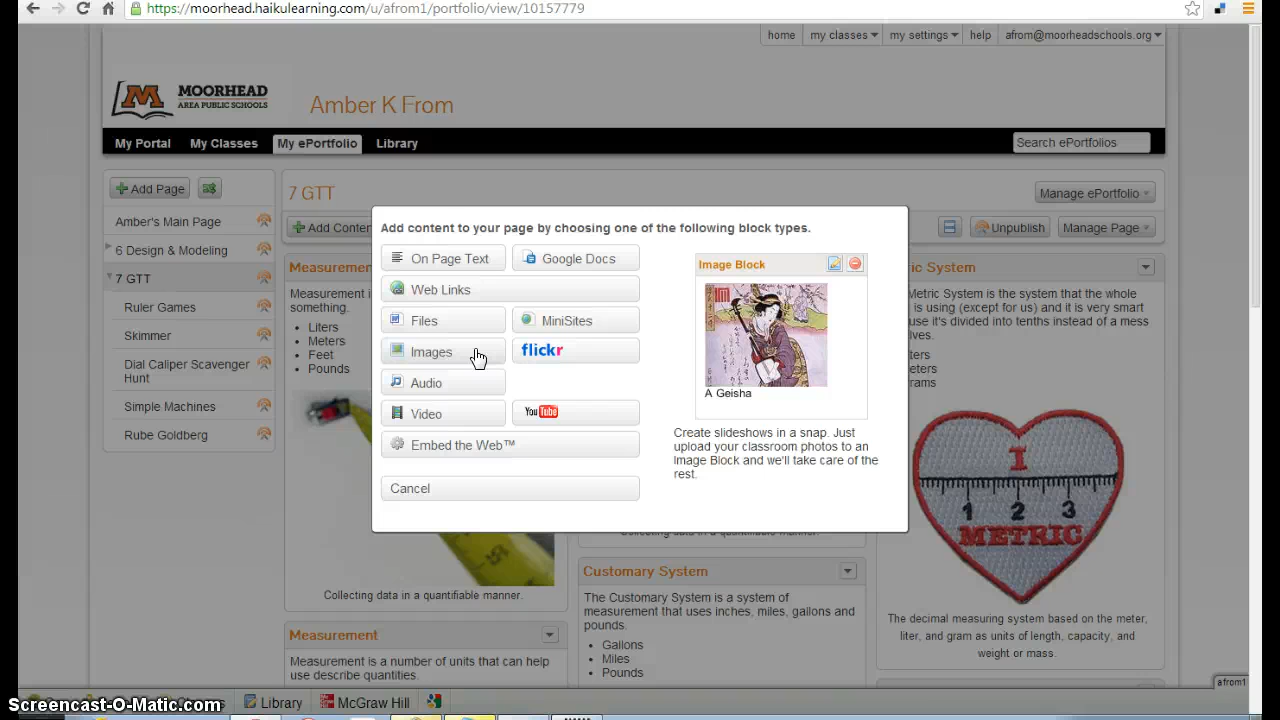 https://moorhead.haikulearning.com/u/afrom1/portfolio/view/10157779
home
my classes
my settings
help
afrom@moorheadschools.org
MOORHEAD
AREA PUBLIC SCHOOLS
Amber K From
My Portal
My Classes
My ePortfolio
Library
Search ePortfolios
Add Page
Amber's Main Page
6 Design & Modeling
7 GTT
Ruler Games
Skimmer
Dial Caliper Scavenger
Hunt
Simple Machines
Rube Goldberg
7 GTT
Manage ePortfolio
Add Conten
Unpublish
Manage Page
Add content to your page by choosing one of the following block types.
On Page Text
Google Docs
Web Links
Files
MiniSites
Images
flickr
Audio
Video
YouTube
Embed the Web™
Cancel
Image Block
A Geisha
Create slideshows in a snap. Just
upload your classroom photos to an
Image Block and we'll take care of the
rest.
Measuremen
Measurement i
something.
Liters
Meters
Feet
Pounds
Collecting data in a quantifiable manner.
Measurement
Measurement is a number of units that can help
use describe quantities.
Collecting data in a quantifiable manner.
Customary System
The Customary System is a system of
measurement that uses inches, miles, gallons and
pounds.
Gallons
Miles
Pounds
ric System
Metric System is the system that the whole
is using (except for us) and it is very smart
use it's divided into tenths instead of a mess
lves.
ters
eters
rams
I
1 2 3
METRIC
The decimal measuring system based on the meter,
liter, and gram as units of length, capacity, and
weight or mass.
afrom1
Library
McGraw Hill
Screencast-O-Matic.com